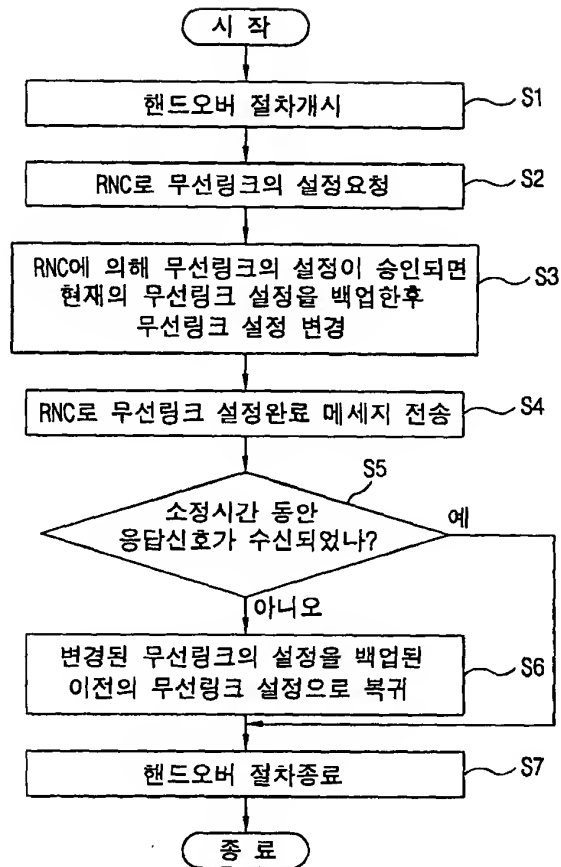 시 작
핸드오버 절차개시
S1
RNC로 무선링크의 설정요청
S2
RNC에 의해 무선링크의 설정이 승인되면
현재의 무선링크 설정을 백업한후
무선링크 설정 변경
S3
RNC로 무선링크 설정완료 메세지 전송
S4
S5
소정시간 동안
응답신호가 수신되었나?
예
아니오
변경된 무선링크의 설정을 백업된
이전의 무선링크 설정으로 복귀
S6
핸드오버 절차종료
S7
종 료